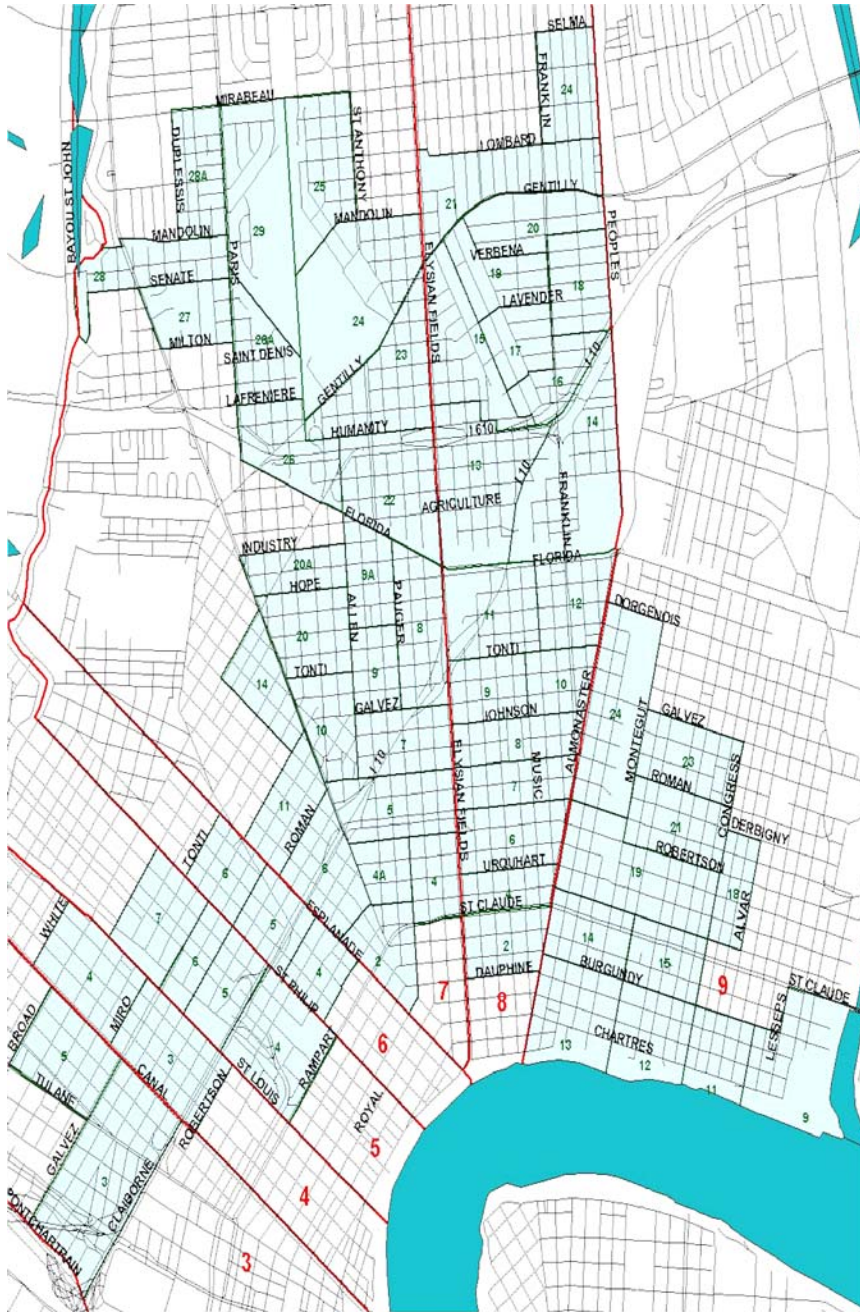 SELMA
FRANKLIN
24
MIRABEAU
ST ANTHONY
DUPLESSIS
28A
25
LOMBARD
BAYOU ST JOHN
GENTILLY
21
MANDOLIN
29
20
PEOPLES
MANDOLIN
PARIS
ELYSIAN FIELDS
VERBENA
28
SENATE
19
18
LAVENDER
27
24
15
MILTON
26A
SAINT DENIS
23
17
I 10
GENTILLY
16
LAFRENIERE
HUMANITY
I 610
14
26
13
I 10
22
AGRICULTURE
FRANKLIN
FLORIDA
INDUSTRY
20A
FLORIDA
9A
HOPE
ALLEN
PAUGER
11
12
DORGENOIS
20
8
TONTI
TONTI
14
9
9
10
ALMONASTER
GALVEZ
JOHNSON
24
MONTEGUT
GALVEZ
10
7
8
23
I 10
ELYSIAN FIELDS
MUSIC
ROMAN
CONGRESS
7
11
ROMAN
5
21
DERBIGNY
TONTI
6
6
6
URQUHART
ROBERTSON
4A
4
19
18
WHITE
7
5
ESPLANADE
ST CLAUDE
ALVAR
2
2
14
4
6
ST PHILIP
4
DAUPHINE
BURGUNDY
15
9
ST CLAUDE
BROAD
MIRO
5
7
8
LESSEPS
5
3
4
6
CHARTRES
13
12
TULANE
CANAL
ROBERTSON
ST LOUIS
RAMPART
11
9
ROYAL
GALVEZ
5
3
CLAIBORNE
4
PONTCHARTRAIN
3